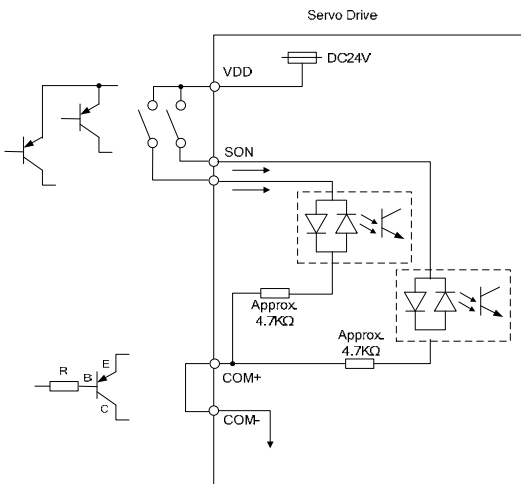 Servo Drive
VDD
DC24V
SON
Approx.
4.7KΩ
Approx.
4.7KΩ
COM+
R
B
E
C
COM-